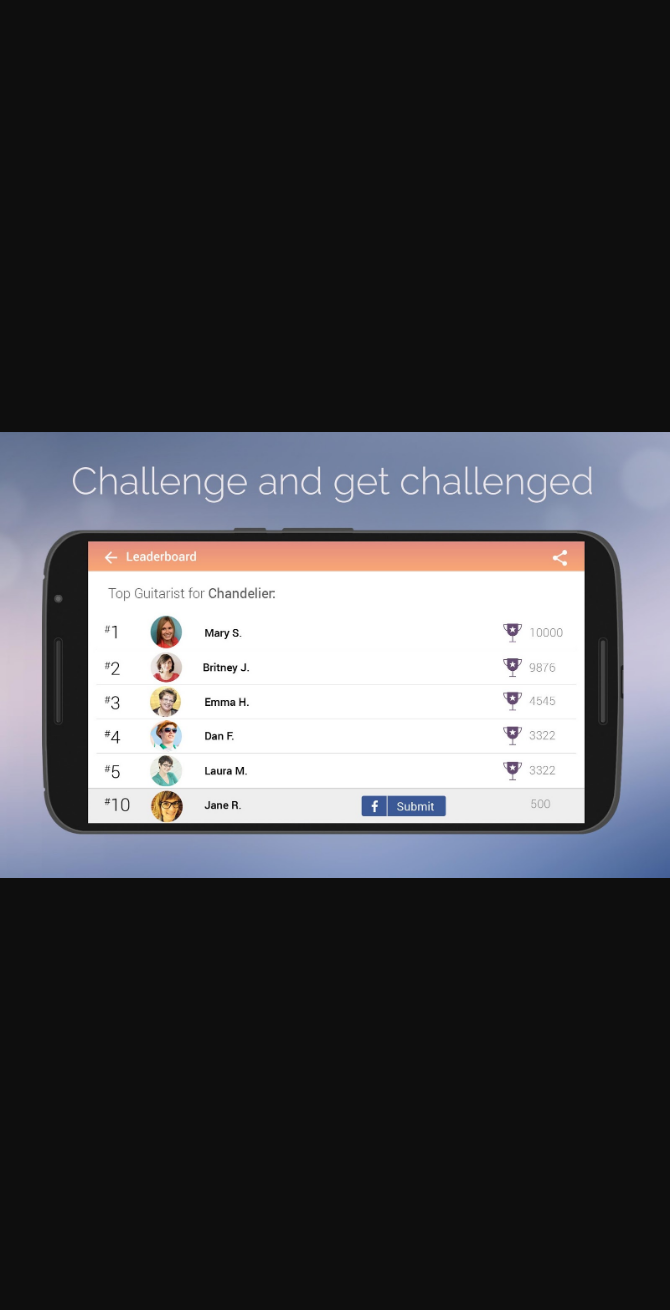 Challenge and get challenged
Leaderboard
Top Guitarist for Chandelier:
#1 Mary S. 10000
#2 Britney J. 9876
#3 Emma H. 4545
#4 Dan F. 3322
#5 Laura M. 3322
#10 Jane R. f Submit 500